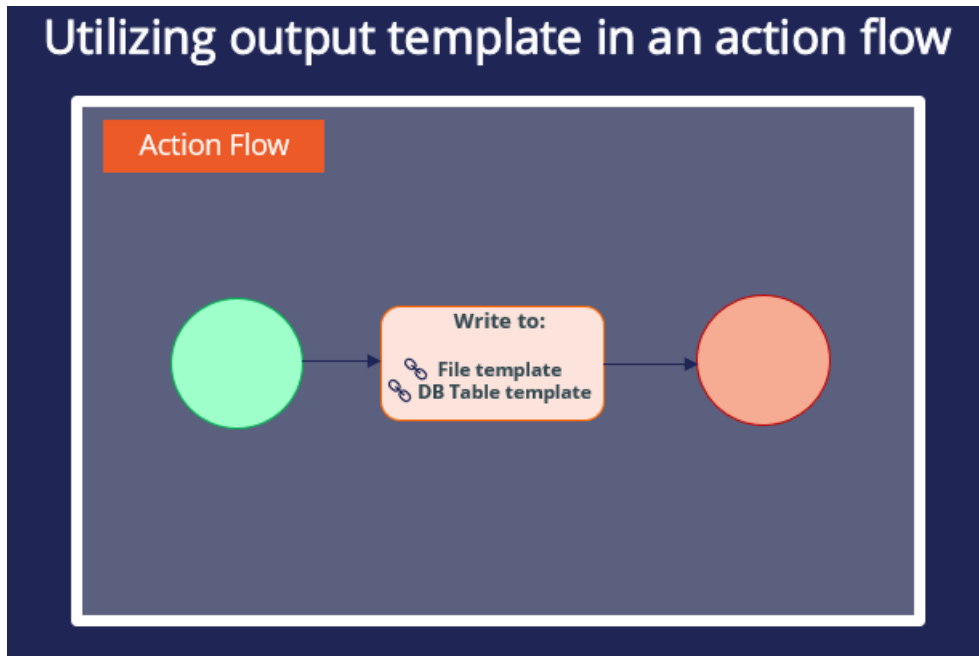 Utilizing output template in an action flow
Action Flow
Write to:
File template
DB Table template